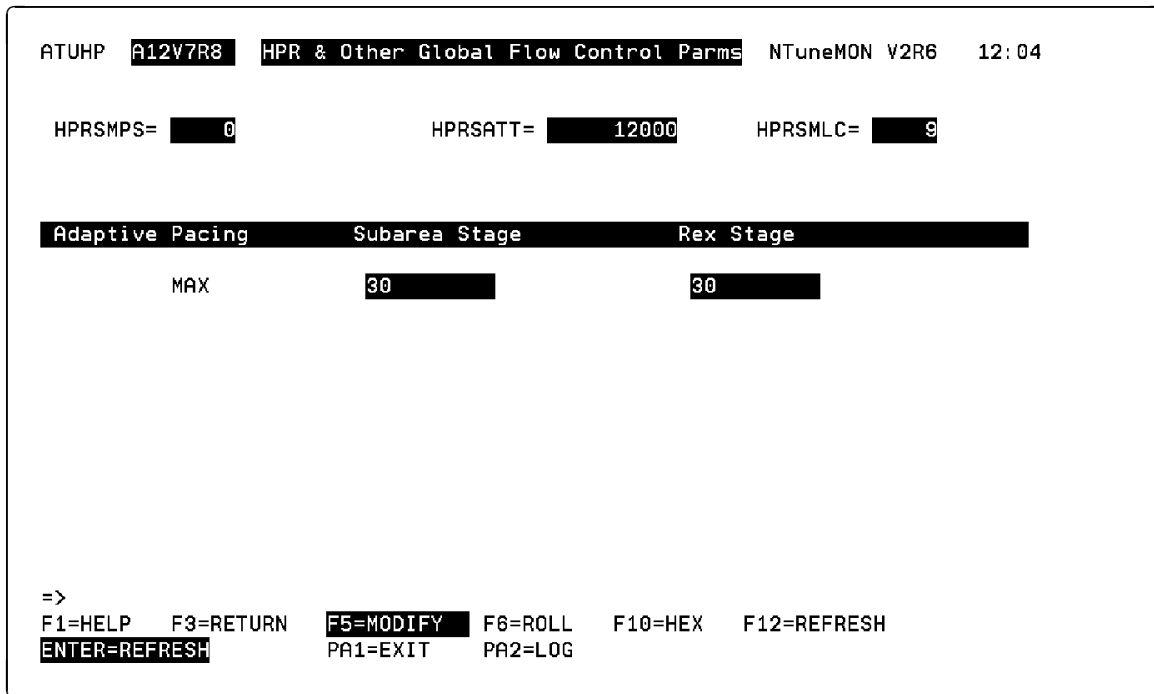 ATUHP A12V7R8 HPR & Other Global Flow Control Parms NTuneMON V2R6 12:04
HPRSMPS= 0 HPRSATT= 12000 HPRSMLC= 9
Adaptive Pacing Subarea Stage Rex Stage
MAX 30 30
=>
F1=HELP F3=RETURN F5=MODIFY F6=ROLL F10=HEX F12=REFRESH
ENTER=REFRESH PA1=EXIT PA2=LOG